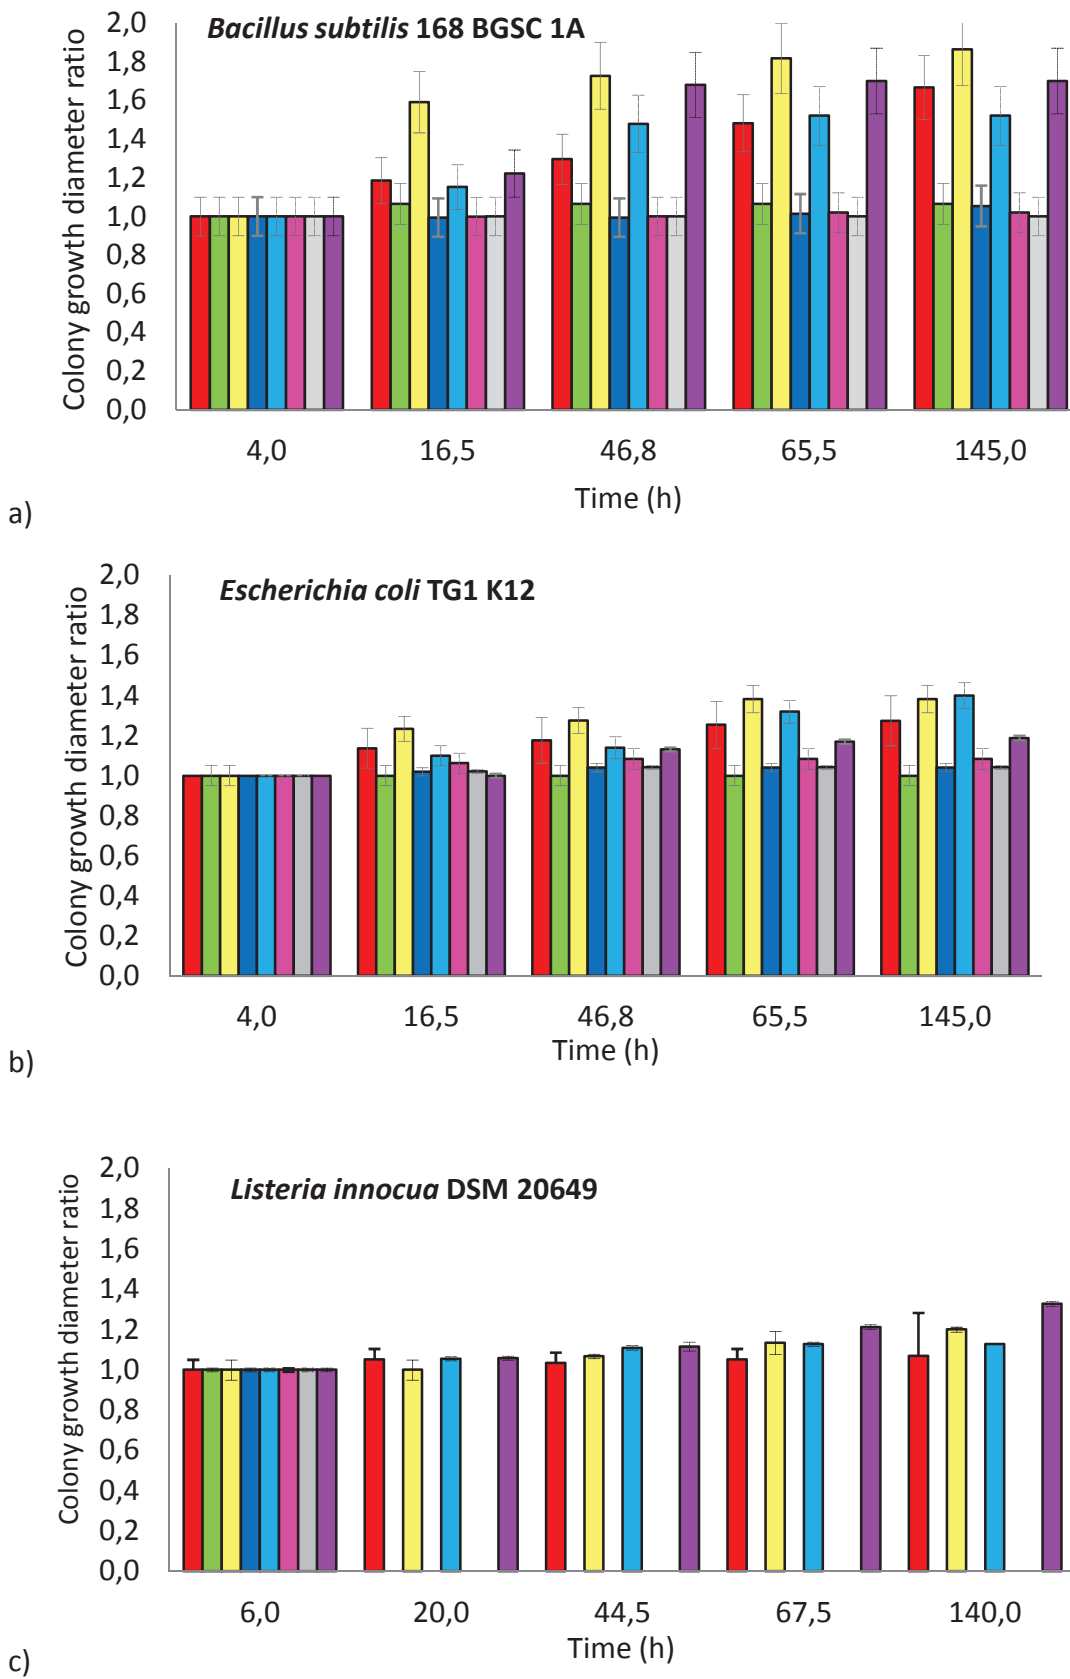 Bacillus subtilis 168 BGSC 1A
Colony growth diameter ratio
2,0
1,8
1,6
1,4
1,2
1,0
0,8
0,6
0,4
0,2
0,0
4,0 16,5 46,8 65,5 145,0
Time (h)
a)
Escherichia coli TG1 K12
Colony growth diameter ratio
2,0
1,8
1,6
1,4
1,2
1,0
0,8
0,6
0,4
0,2
0,0
4,0 16,5 46,8 65,5 145,0
Time (h)
b)
Listeria innocua DSM 20649
Colony growth diameter ratio
2,0
1,8
1,6
1,4
1,2
1,0
0,8
0,6
0,4
0,2
0,0
6,0 20,0 44,5 67,5 140,0
Time (h)
c)